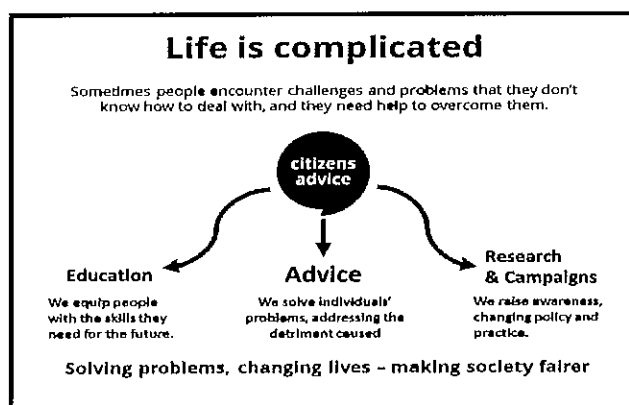 Life is complicated
Sometimes people encounter challenges and problems that they don't
know how to deal with, and they need help to overcome them.
citizens
advice
Education
We equip people
with the skills they
need for the future.
Advice
We solve individuals'
problems, addressing the
detriment caused
Research
& Campaigns
We raise awareness,
changing policy and
practice.
Solving problems, changing lives – making society fairer